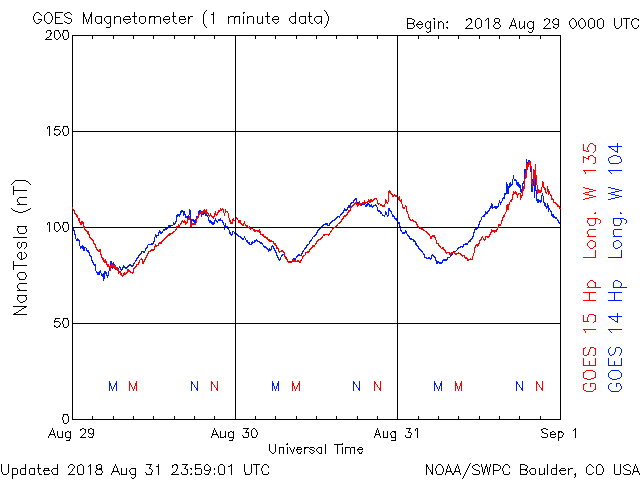 GOES Magnetometer (1 minute data)
Begin: 2018 Aug 29 0000 UTC
200
150
100
50
0
NanoTesla (nT)
M M N N M M N N M M N N
Aug 29 Aug 30 Aug 31 Sep 1
Universal Time
GOES 15 Hp Long. W 135
GOES 14 Hp Long. W 104
Updated 2018 Aug 31 23:59:01 UTC
NOAA/SWPC Boulder, CO USA